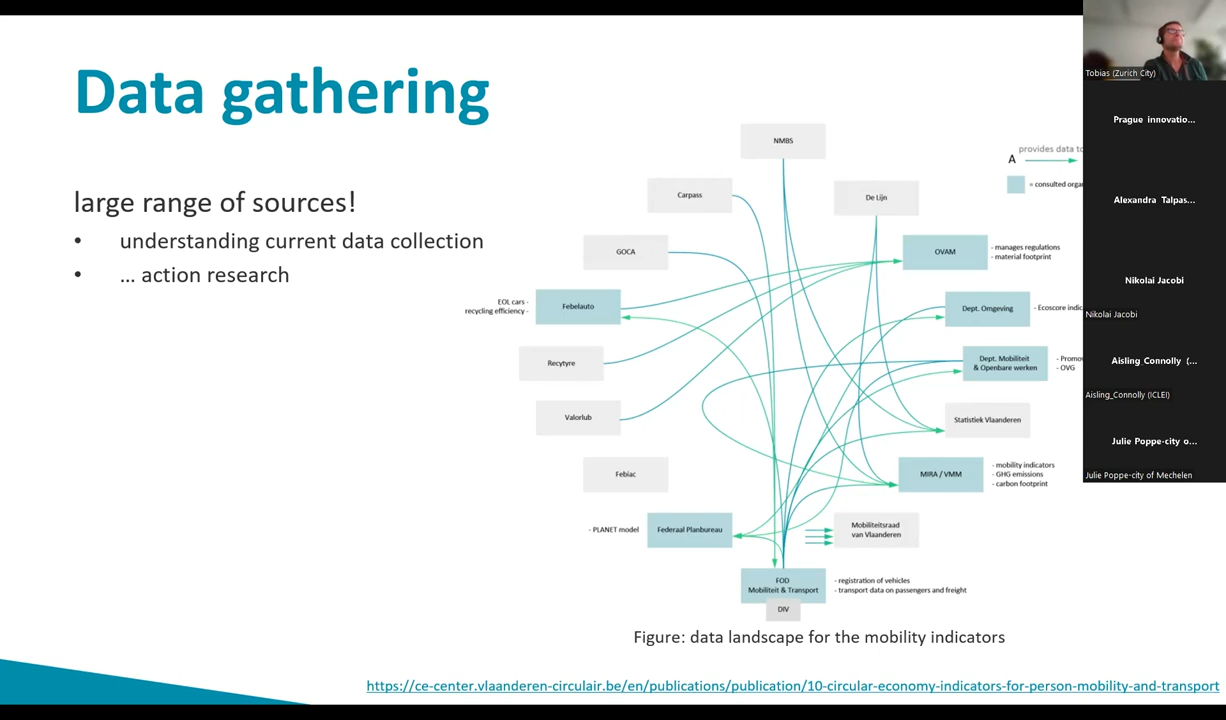 Data gathering
large range of sources!
• understanding current data collection
• ... action research
NMBS
Carpass
De Lijn
GOCA
OVAM
- manages regulations
- material footprint
EOL cars -
recycling efficiency -
Febelauto
Dept. Omgeving
- Ecoscore indic
Recytyre
Dept. Mobiliteit
& Openbare werken
- Promo
- OVG
Valorlub
Statistiek Vlaanderen
Febiac
MIRA / VMM
- mobility indicators
- GHG emissions
- carbon footprint
- PLANET model
Federaal Planbureau
Mobiliteitsraad
van Vlaanderen
FOD
Mobiliteit & Transport
DIV
- registration of vehicles
- transport data on passengers and freight
provides data to
A
= consulted orga
Figure: data landscape for the mobility indicators
https://ce-center.vlaanderen-circulair.be/en/publications/publication/10-circular-economy-indicators-for-person-mobility-and-transport
Tobias (Zurich City)
Prague innovatio...
Alexandra Talpas...
Nikolai Jacobi
Nikolai Jacobi
Aisling_Connolly (...
Aisling_Connolly (ICLEI)
Julie Poppe-city o...
Julie Poppe-city of Mechelen